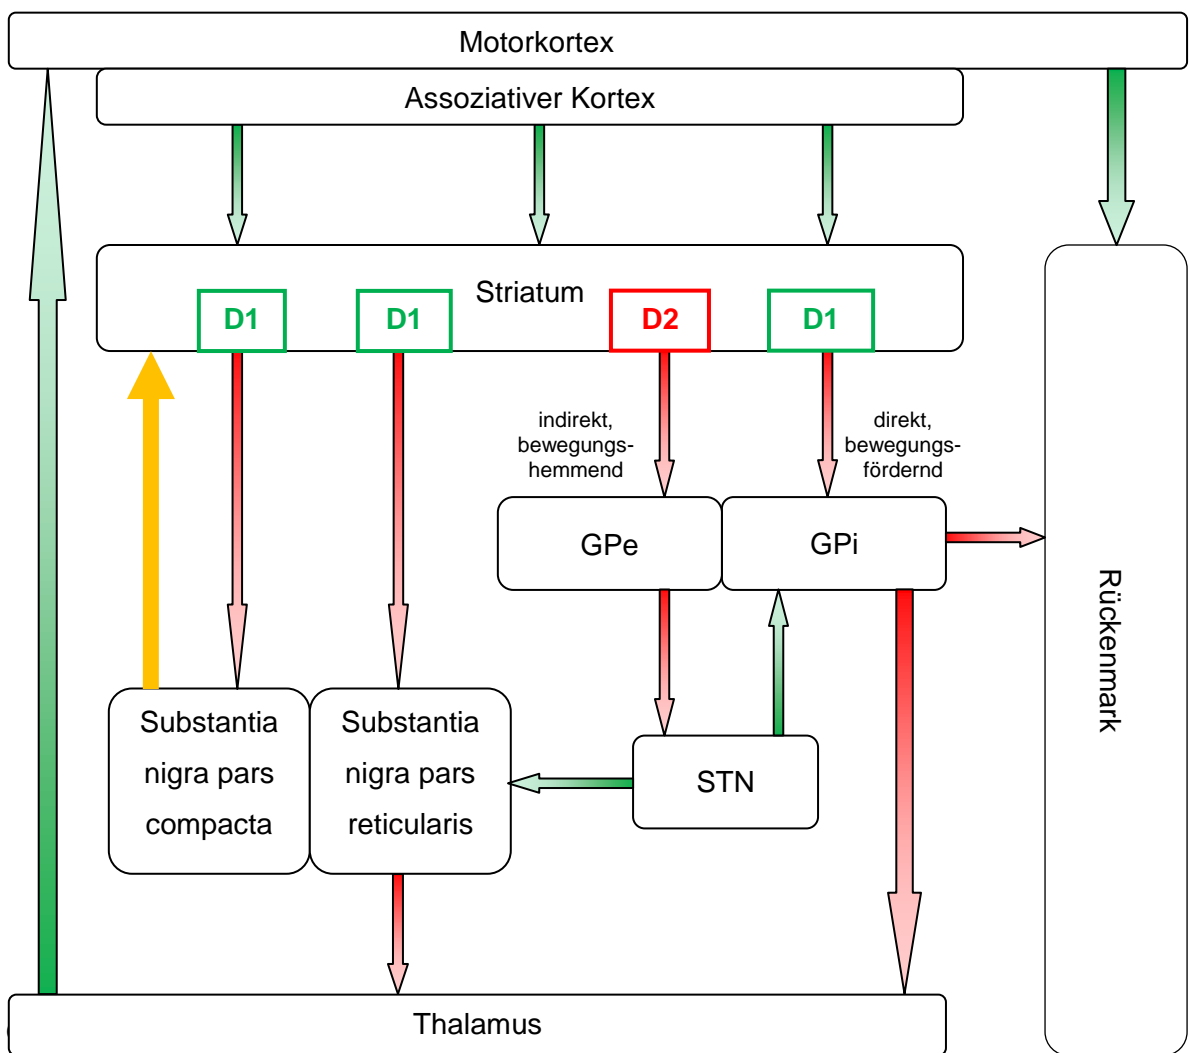 Motorkortex
Assoziativer Kortex
Striatum
D1
D1
D2
D1
indirekt,
bewegungs-
hemmend
direkt,
bewegungs-
fördernd
GPe
GPi
Rückenmark
Substantia
nigra pars
compacta
Substantia
nigra pars
reticularis
STN
Thalamus